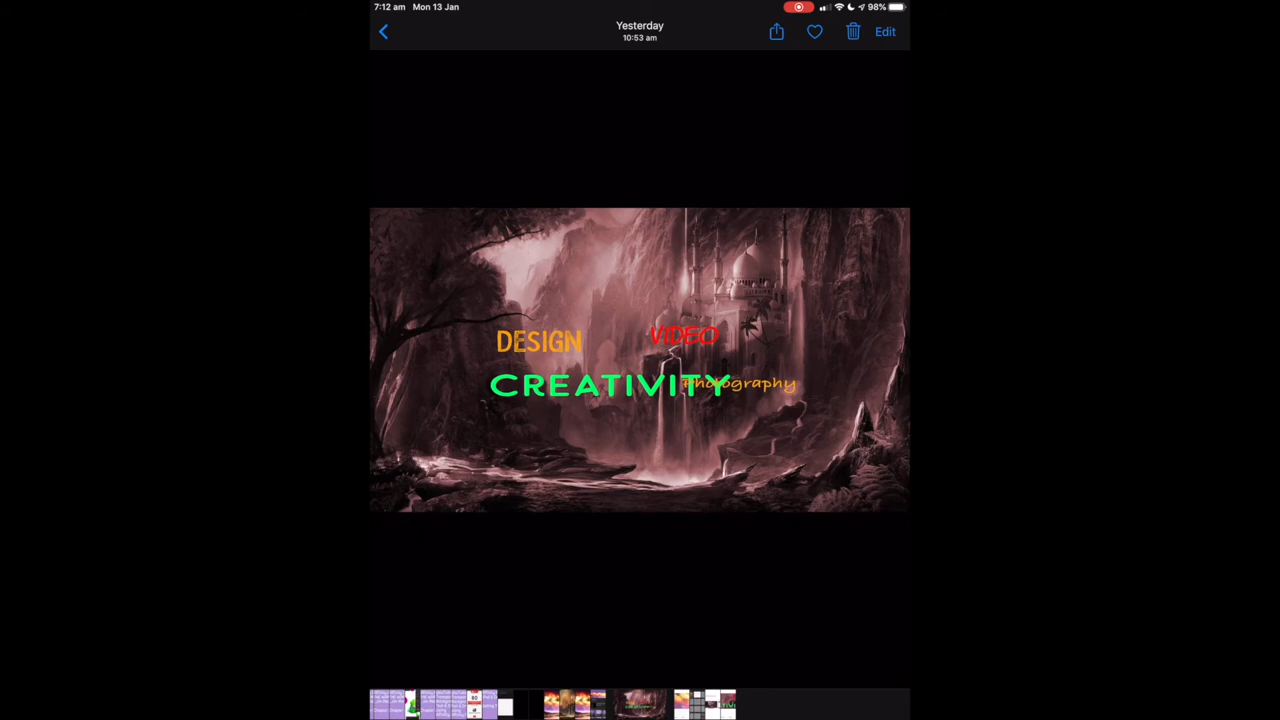 7:12 am Mon 13 Jan
98%
Yesterday
10:53 am
Edit
DESIGN
VIDEO
CREATIVITY
Photography